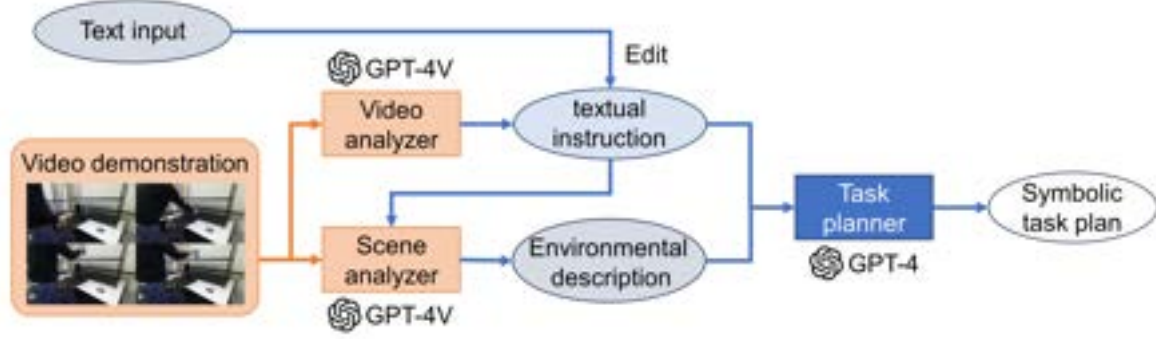 Text input
Edit
GPT-4V
Video
analyzer
textual
instruction
Video demonstration
Task
planner
Symbolic
task plan
Scene
analyzer
Environmental
description
GPT-4
GPT-4V